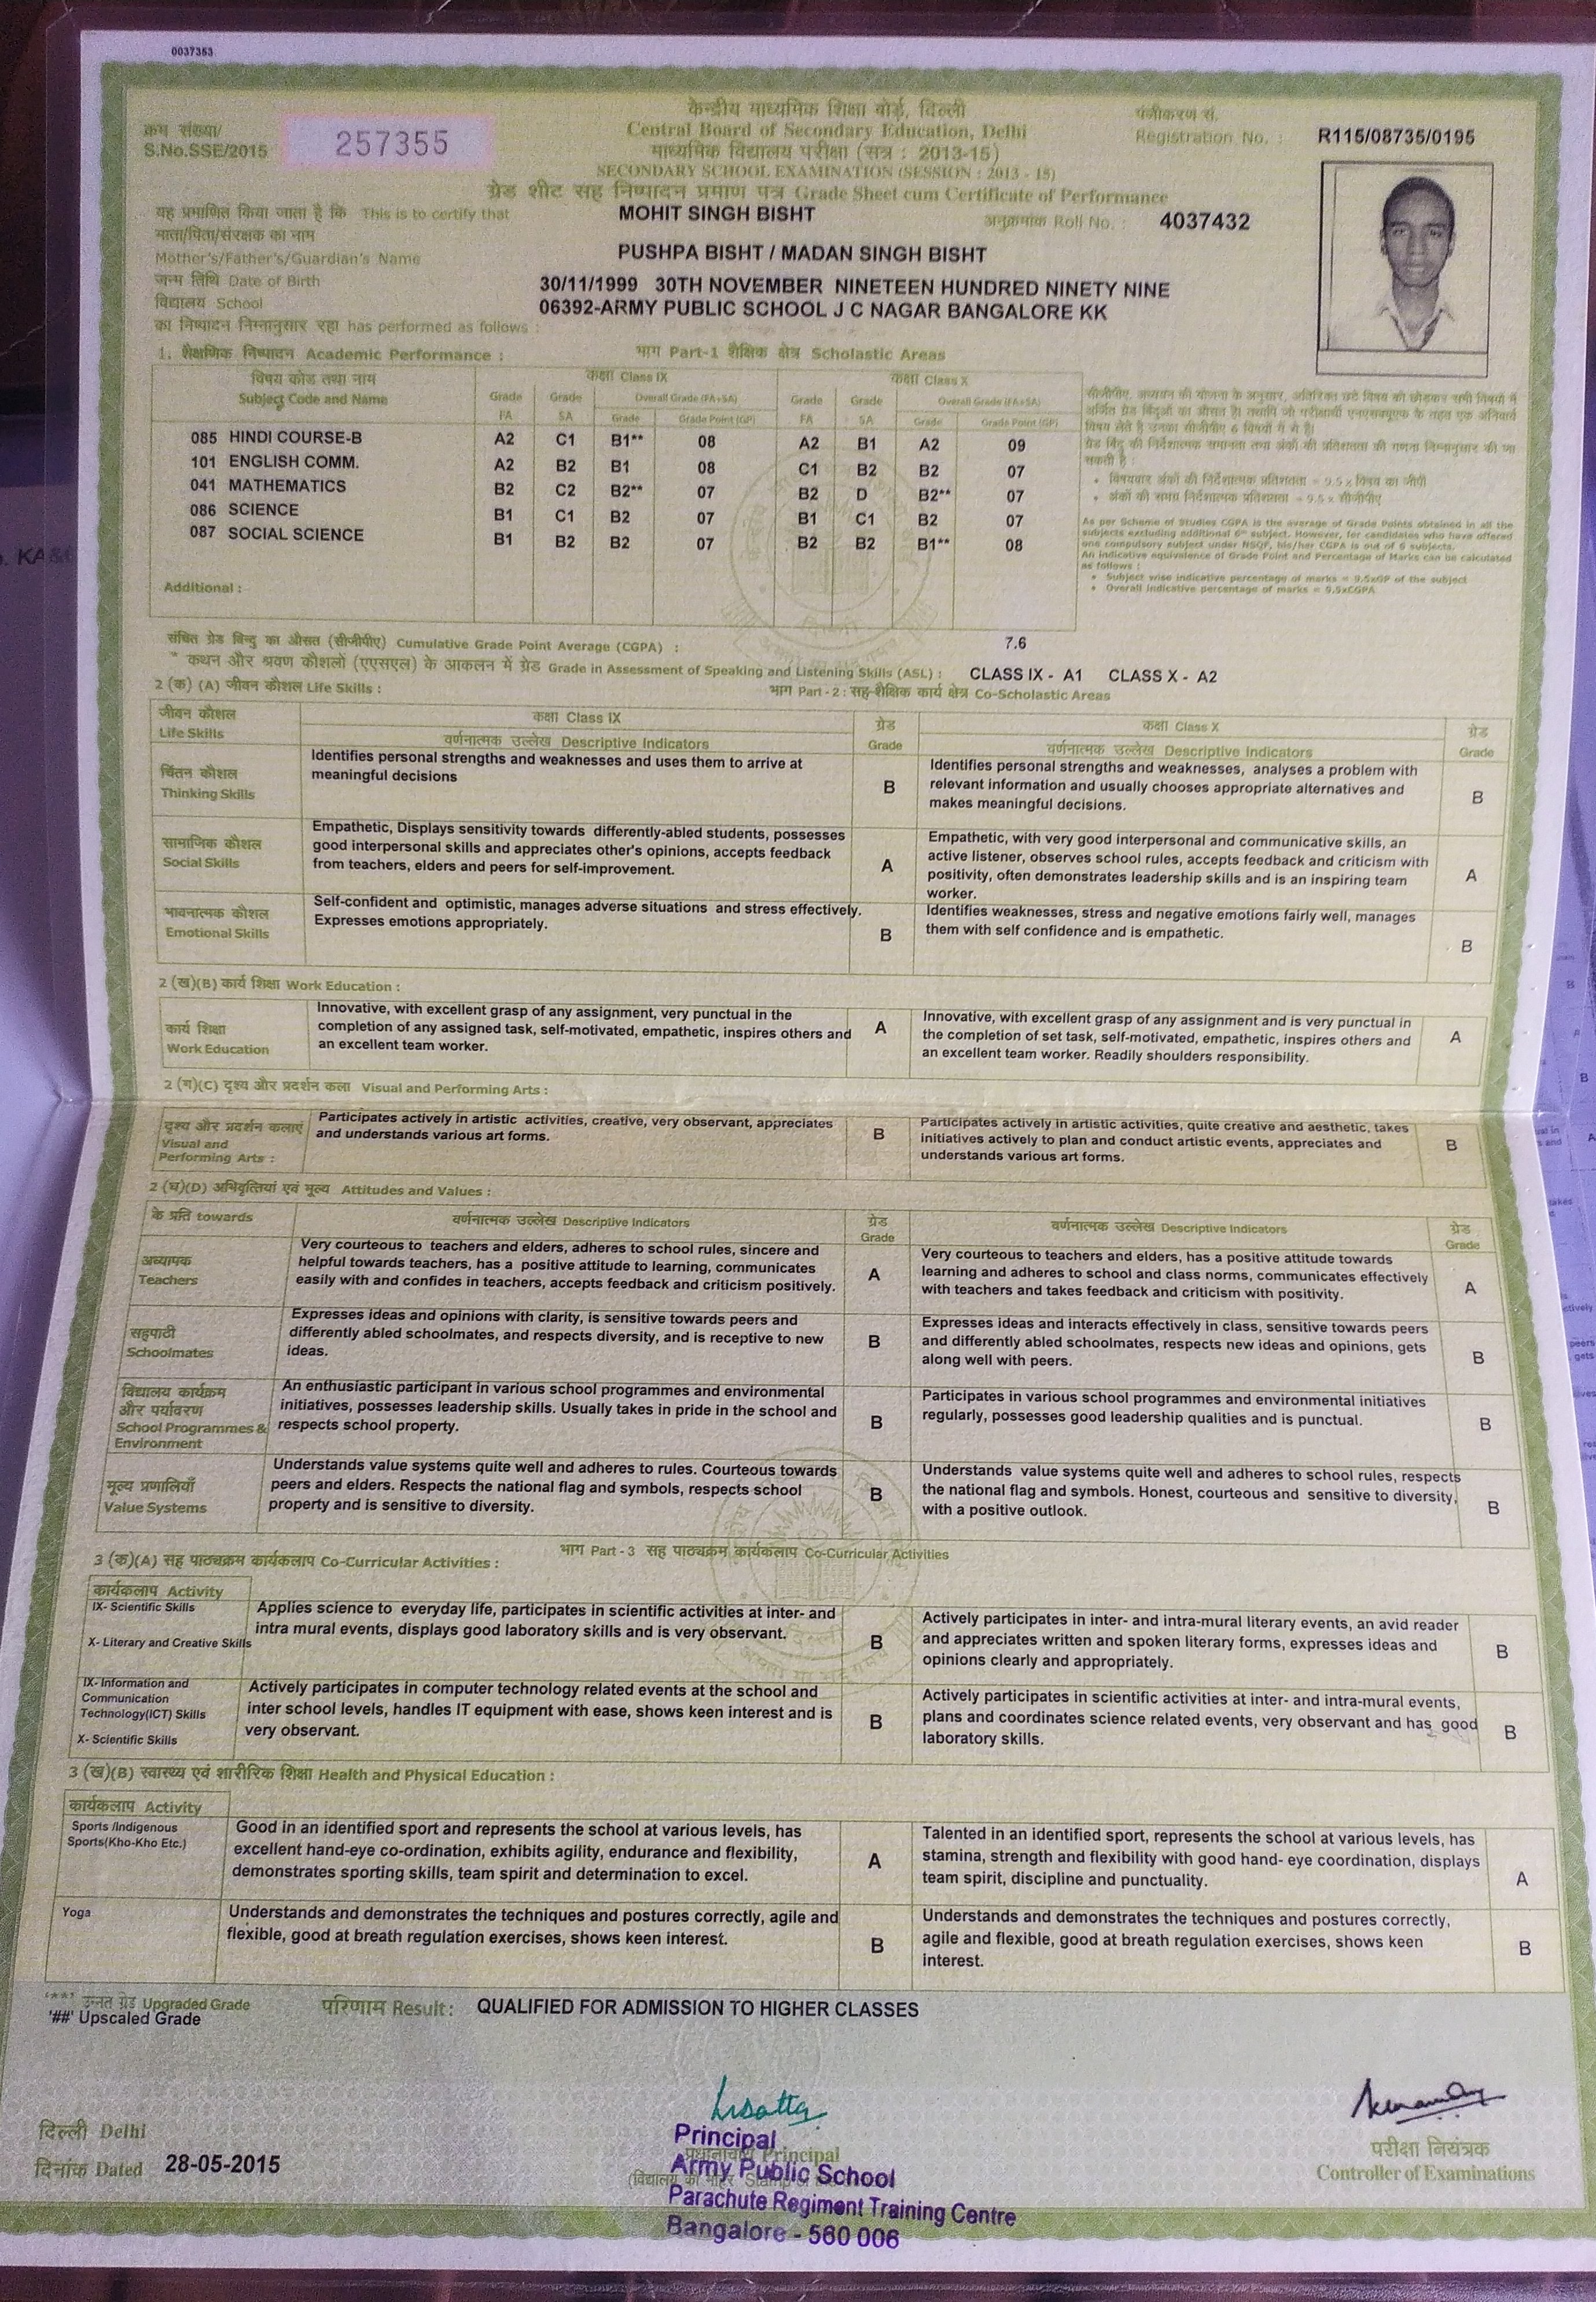 0037353
क्रम संख्या/
S.No.SSE/2015
257355
केन्द्रीय माध्यमिक शिक्षा बोर्ड, दिल्ली
Central Board of Secondary Education, Delhi
माध्यमिक विद्यालय परीक्षा (सत्र : 2013-15)
SECONDARY SCHOOL EXAMINATION (SESSION : 2013 - 15)
ग्रेड शीट सह निष्पादन प्रमाण पत्र Grade Sheet cum Certificate of Performance
पंजीकरण सं.
Registration No. : R115/08735/0195
यह प्रमाणित किया जाता है कि This is to certify that MOHIT SINGH BISHT
अनुक्रमांक Roll No. : 4037432
माता/पिता/संरक्षक का नाम
Mother's/Father's/Guardian's Name PUSHPA BISHT / MADAN SINGH BISHT
जन्म तिथि Date of Birth 30/11/1999 30TH NOVEMBER NINETEEN HUNDRED NINETY NINE
विद्यालय School 06392-ARMY PUBLIC SCHOOL J C NAGAR BANGALORE KK
का निष्पादन निम्नानुसार रहा has performed as follows :
1. शैक्षणिक निष्पादन Academic Performance : भाग Part-1 शैक्षिक क्षेत्र Scholastic Areas
विषय कोड तथा नाम
Subject Code and Name
कक्षा Class IX कक्षा Class X
Grade FA Grade SA Overall Grade (FA+SA) Grade Grade Point (GP) Grade FA Grade SA Overall Grade (FA+SA) Grade Grade Point (GP)
085 HINDI COURSE-B A2 C1 B1** 08 A2 B1 A2 09
101 ENGLISH COMM. A2 B2 B1 08 C1 B2 B2 07
041 MATHEMATICS B2 C2 B2** 07 B2 D B2** 07
086 SCIENCE B1 C1 B2 07 B1 C1 B2 07
087 SOCIAL SCIENCE B1 B2 B2 07 B2 B2 B1** 08
Additional :
सीजीपीए, अध्ययन की योजना के अनुसार, अतिरिक्त छठे विषय को छोड़कर सभी विषयों में
अर्जित ग्रेड बिंदुओं का औसत है। तथापि जो परीक्षार्थी एनएसक्यूएफ के तहत एक अनिवार्य
विषय लेते है उनका सीजीपीए 6 विषयों में से है।
ग्रेड बिंदु की निर्देशात्मक समानता तथा अंकों की प्रतिशतता की गणना निम्नानुसार की जा
सकती है :
• विषयवार अंकों की निर्देशात्मक प्रतिशतता = 9.5 x विषय का जीपी
• अंकों की समग्र निर्देशात्मक प्रतिशतता = 9.5 x सीजीपीए
As per Scheme of Studies CGPA is the average of Grade Points obtained in all the
subjects excluding additional 6th subject. However, for candidates who have offered
one compulsory subject under NSQF, his/her CGPA is out of 6 subjects.
An indicative equivalence of Grade Point and Percentage of Marks can be calculated
as follows :
• Subject wise indicative percentage of marks = 9.5xGP of the subject
• Overall indicative percentage of marks = 9.5xCGPA
संचित ग्रेड बिन्दु का औसत (सीजीपीए) Cumulative Grade Point Average (CGPA) : 7.6
* कथन और श्रवण कौशलों (एएसएल) के आकलन में ग्रेड Grade in Assessment of Speaking and Listening Skills (ASL) : CLASS IX - A1 CLASS X - A2
2 (क) (A) जीवन कौशल Life Skills : भाग Part - 2 : सह-शैक्षिक कार्य क्षेत्र Co-Scholastic Areas
जीवन कौशल
Life Skills
कक्षा Class IX ग्रेड कक्षा Class X ग्रेड
वर्णनात्मक उल्लेख Descriptive Indicators Grade वर्णनात्मक उल्लेख Descriptive Indicators Grade
चिंतन कौशल
Thinking Skills
Identifies personal strengths and weaknesses and uses them to arrive at
meaningful decisions
B
Identifies personal strengths and weaknesses, analyses a problem with
relevant information and usually chooses appropriate alternatives and
makes meaningful decisions.
B
सामाजिक कौशल
Social Skills
Empathetic, Displays sensitivity towards differently-abled students, possesses
good interpersonal skills and appreciates other's opinions, accepts feedback
from teachers, elders and peers for self-improvement.
A
Empathetic, with very good interpersonal and communicative skills, an
active listener, observes school rules, accepts feedback and criticism with
positivity, often demonstrates leadership skills and is an inspiring team
worker.
A
भावनात्मक कौशल
Emotional Skills
Self-confident and optimistic, manages adverse situations and stress effectively.
Expresses emotions appropriately.
B
Identifies weaknesses, stress and negative emotions fairly well, manages
them with self confidence and is empathetic.
B
2 (ख)(B) कार्य शिक्षा Work Education :
कार्य शिक्षा
Work Education
Innovative, with excellent grasp of any assignment, very punctual in the
completion of any assigned task, self-motivated, empathetic, inspires others and
an excellent team worker.
A
Innovative, with excellent grasp of any assignment and is very punctual in
the completion of set task, self-motivated, empathetic, inspires others and
an excellent team worker. Readily shoulders responsibility.
A
2 (ग)(C) दृश्य और प्रदर्शन कला Visual and Performing Arts :
दृश्य और प्रदर्शन कलाएं
Visual and
Performing Arts :
Participates actively in artistic activities, creative, very observant, appreciates
and understands various art forms.
B
Participates actively in artistic activities, quite creative and aesthetic, takes
initiatives actively to plan and conduct artistic events, appreciates and
understands various art forms.
B
2 (घ)(D) अभिवृत्तियां एवं मूल्य Attitudes and Values :
के प्रति towards वर्णनात्मक उल्लेख Descriptive Indicators ग्रेड Grade वर्णनात्मक उल्लेख Descriptive Indicators ग्रेड Grade
अध्यापक
Teachers
Very courteous to teachers and elders, adheres to school rules, sincere and
helpful towards teachers, has a positive attitude to learning, communicates
easily with and confides in teachers, accepts feedback and criticism positively.
A
Very courteous to teachers and elders, has a positive attitude towards
learning and adheres to school and class norms, communicates effectively
with teachers and takes feedback and criticism with positivity.
A
सहपाठी
Schoolmates
Expresses ideas and opinions with clarity, is sensitive towards peers and
differently abled schoolmates, and respects diversity, and is receptive to new
ideas.
B
Expresses ideas and interacts effectively in class, sensitive towards peers
and differently abled schoolmates, respects new ideas and opinions, gets
along well with peers.
B
विद्यालय कार्यक्रम
और पर्यावरण
School Programmes &
Environment
An enthusiastic participant in various school programmes and environmental
initiatives, possesses leadership skills. Usually takes in pride in the school and
respects school property.
B
Participates in various school programmes and environmental initiatives
regularly, possesses good leadership qualities and is punctual.
B
मूल्य प्रणालियाँ
Value Systems
Understands value systems quite well and adheres to rules. Courteous towards
peers and elders. Respects the national flag and symbols, respects school
property and is sensitive to diversity.
B
Understands value systems quite well and adheres to school rules, respects
the national flag and symbols. Honest, courteous and sensitive to diversity,
with a positive outlook.
B
भाग Part - 3 सह पाठ्यक्रम कार्यकलाप Co-Curricular Activities
3 (क)(A) सह पाठ्यक्रम कार्यकलाप Co-Curricular Activities :
कार्यकलाप Activity
IX- Scientific Skills
X- Literary and Creative Skills
Applies science to everyday life, participates in scientific activities at inter- and
intra mural events, displays good laboratory skills and is very observant.
B
Actively participates in inter- and intra-mural literary events, an avid reader
and appreciates written and spoken literary forms, expresses ideas and
opinions clearly and appropriately.
B
IX- Information and
Communication
Technology(ICT) Skills
X- Scientific Skills
Actively participates in computer technology related events at the school and
inter school levels, handles IT equipment with ease, shows keen interest and is
very observant.
B
Actively participates in scientific activities at inter- and intra-mural events,
plans and coordinates science related events, very observant and has good
laboratory skills.
B
3 (ख)(B) स्वास्थ्य एवं शारीरिक शिक्षा Health and Physical Education :
कार्यकलाप Activity
Sports /Indigenous
Sports(Kho-Kho Etc.)
Good in an identified sport and represents the school at various levels, has
excellent hand-eye co-ordination, exhibits agility, endurance and flexibility,
demonstrates sporting skills, team spirit and determination to excel.
A
Talented in an identified sport, represents the school at various levels, has
stamina, strength and flexibility with good hand- eye coordination, displays
team spirit, discipline and punctuality.
A
Yoga
Understands and demonstrates the techniques and postures correctly, agile and
flexible, good at breath regulation exercises, shows keen interest.
B
Understands and demonstrates the techniques and postures correctly,
agile and flexible, good at breath regulation exercises, shows keen
interest.
B
'**' उन्नत ग्रेड Upgraded Grade
'##' Upscaled Grade
परिणाम Result : QUALIFIED FOR ADMISSION TO HIGHER CLASSES
दिल्ली Delhi
दिनांक Dated 28-05-2015
Principal
प्रधानाचार्य Principal
Army Public School
Parachute Regiment Training Centre
Bangalore - 560 006
परीक्षा नियंत्रक
Controller of Examinations